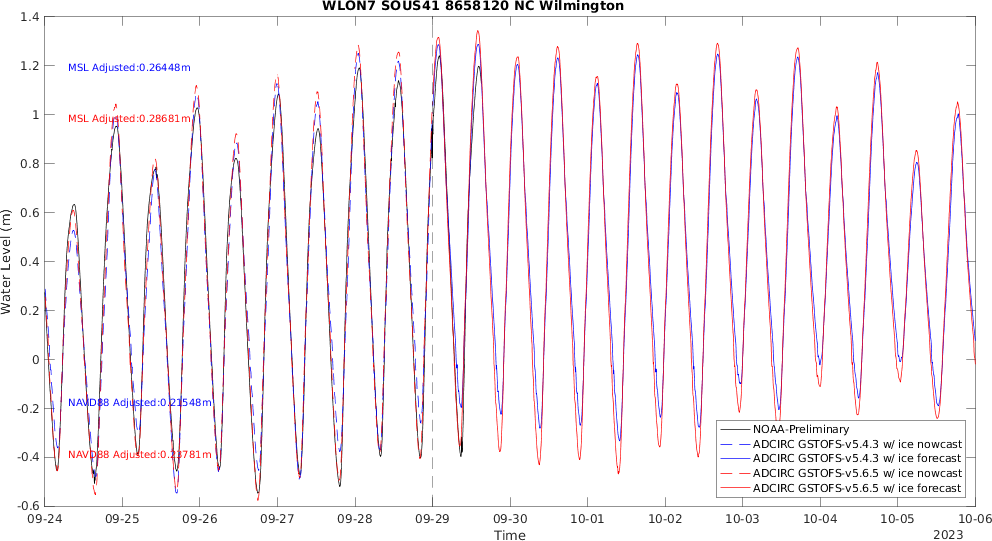 WLON7 SOUS41 8658120 NC Wilmington
1.4
1.2
1
0.8
0.6
0.4
0.2
0
-0.2
-0.4
-0.6
Water Level (m)
MSL Adjusted:0.26448m
MSL Adjusted:0.28681m
NAVD88 Adjusted:0.21548m
NAVD88 Adjusted:0.23781m
NOAA-Preliminary
ADCIRC GSTOFS-v5.4.3 w/ ice nowcast
ADCIRC GSTOFS-v5.4.3 w/ ice forecast
ADCIRC GSTOFS-v5.6.5 w/ ice nowcast
ADCIRC GSTOFS-v5.6.5 w/ ice forecast
09-24 09-25 09-26 09-27 09-28 09-29 09-30 10-01 10-02 10-03 10-04 10-05 10-06
Time
2023